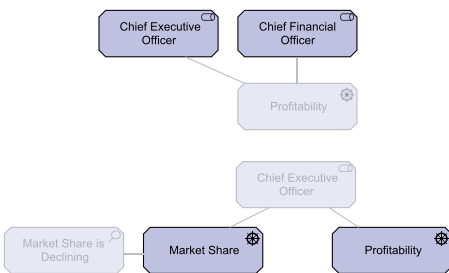 Chief Executive
Officer
Chief Financial
Officer
Profitability
Chief Executive
Officer
Market Share is
Declining
Market Share
Profitability